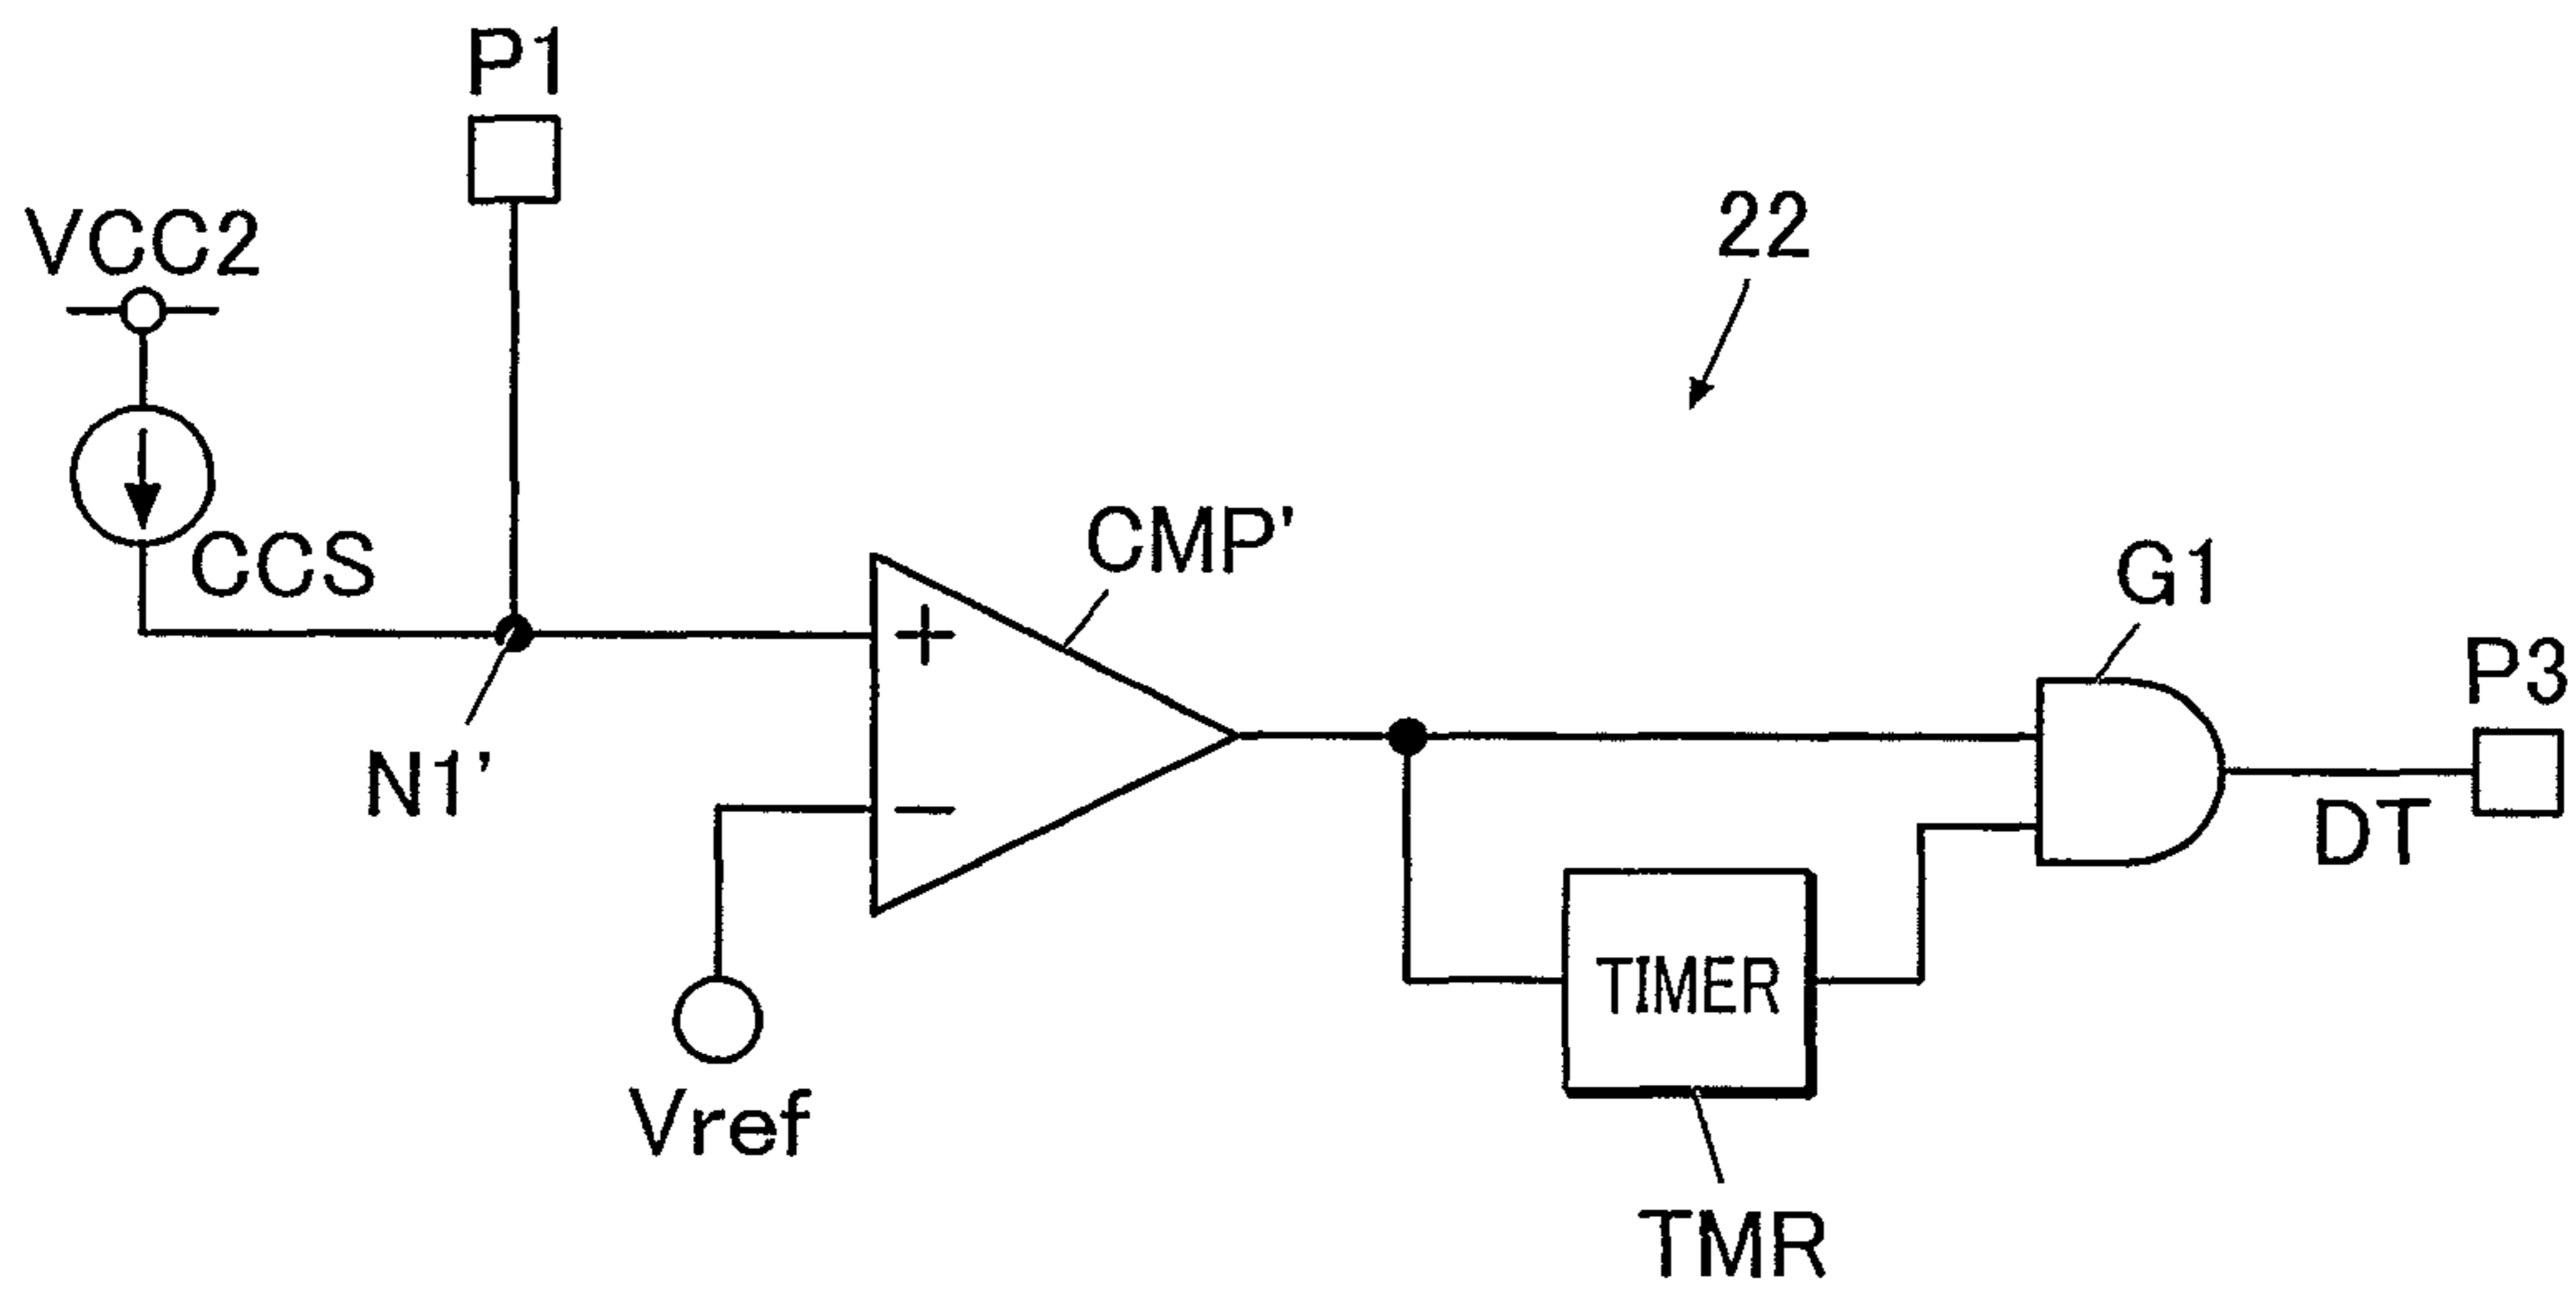 P1
VCC2
22
CCS
CMP'
+
−
G1
P3
N1'
DT
TIMER
Vref
TMR